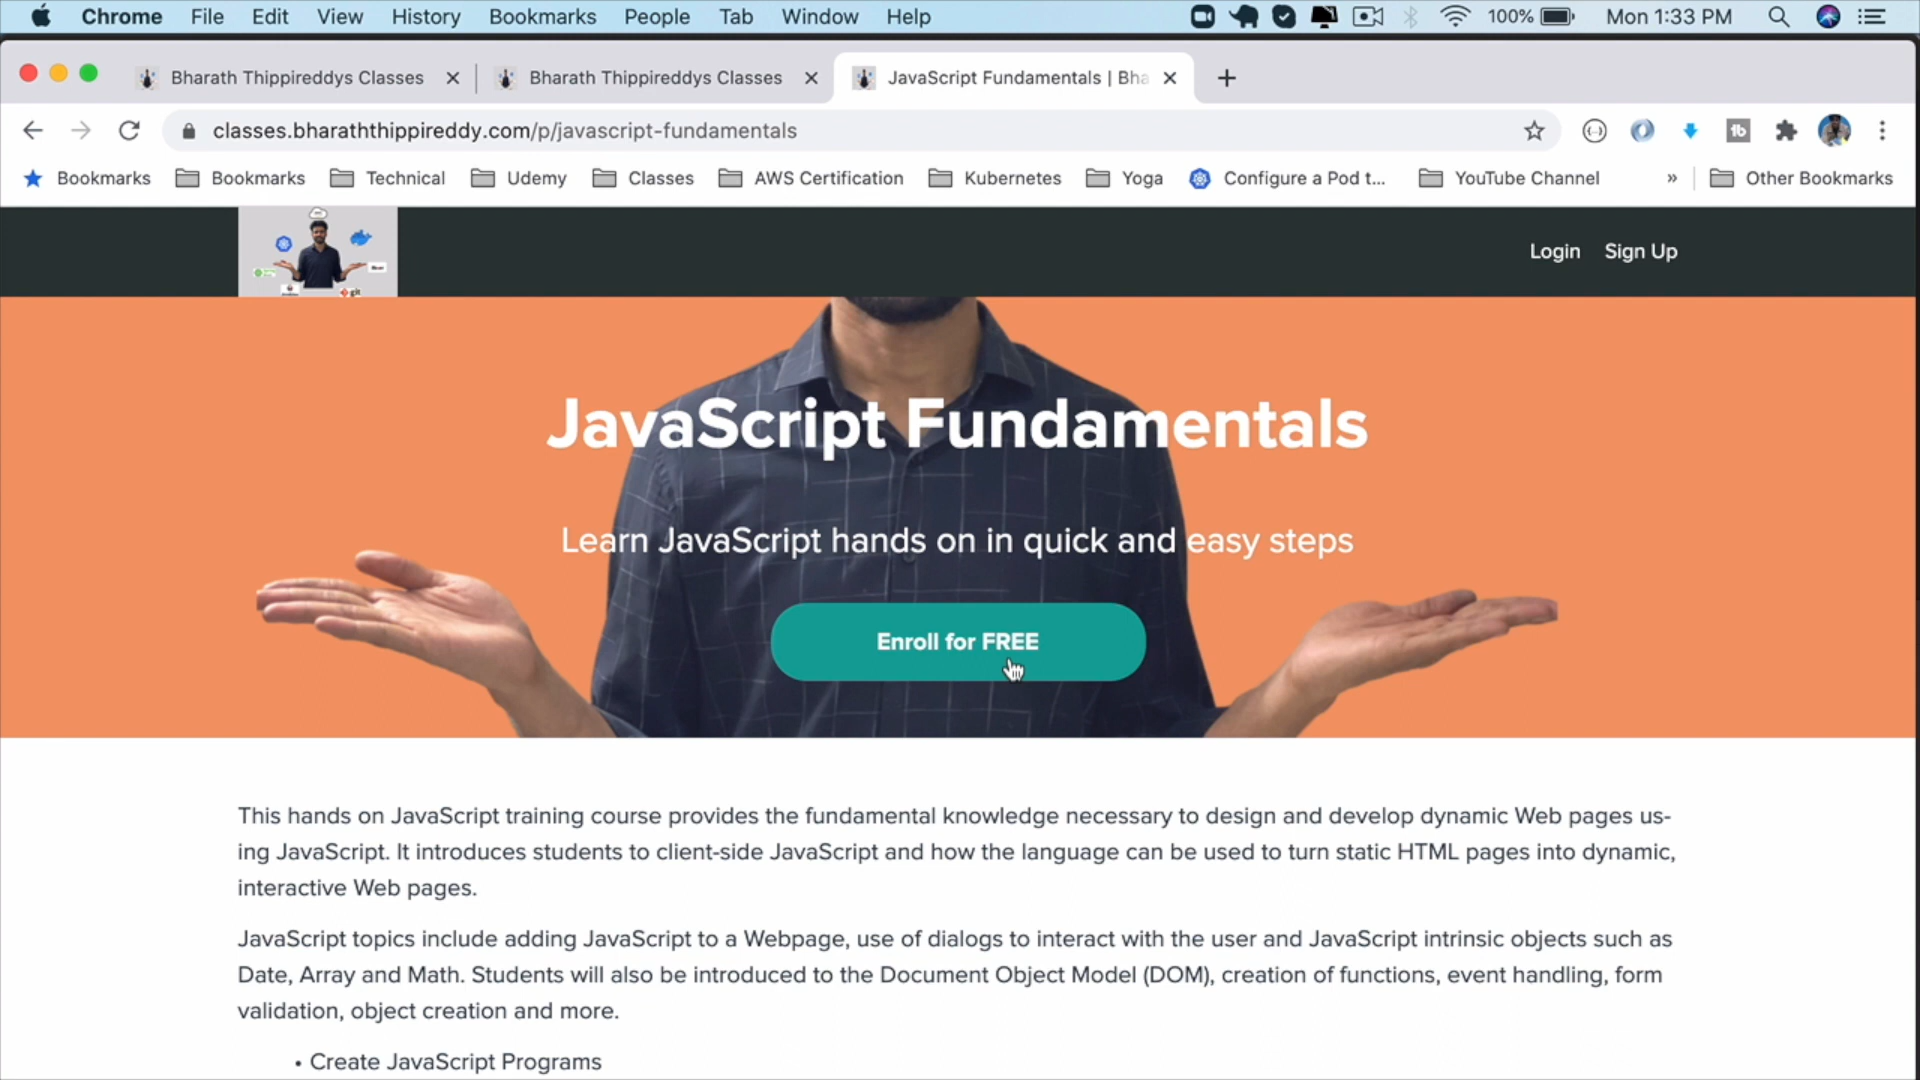 Chrome File Edit View History Bookmarks People Tab Window Help 100% Mon 1:33 PM
Bharath Thippireddys Classes Bharath Thippireddys Classes JavaScript Fundamentals | Bha
classes.bharaththippireddy.com/p/javascript-fundamentals
Bookmarks Bookmarks Technical Udemy Classes AWS Certification Kubernetes Yoga Configure a Pod t... YouTube Channel » Other Bookmarks
Login Sign Up
git
JavaScript Fundamentals
Learn JavaScript hands on in quick and easy steps
Enroll for FREE
This hands on JavaScript training course provides the fundamental knowledge necessary to design and develop dynamic Web pages us-
ing JavaScript. It introduces students to client-side JavaScript and how the language can be used to turn static HTML pages into dynamic,
interactive Web pages.
JavaScript topics include adding JavaScript to a Webpage, use of dialogs to interact with the user and JavaScript intrinsic objects such as
Date, Array and Math. Students will also be introduced to the Document Object Model (DOM), creation of functions, event handling, form
validation, object creation and more.
• Create JavaScript Programs